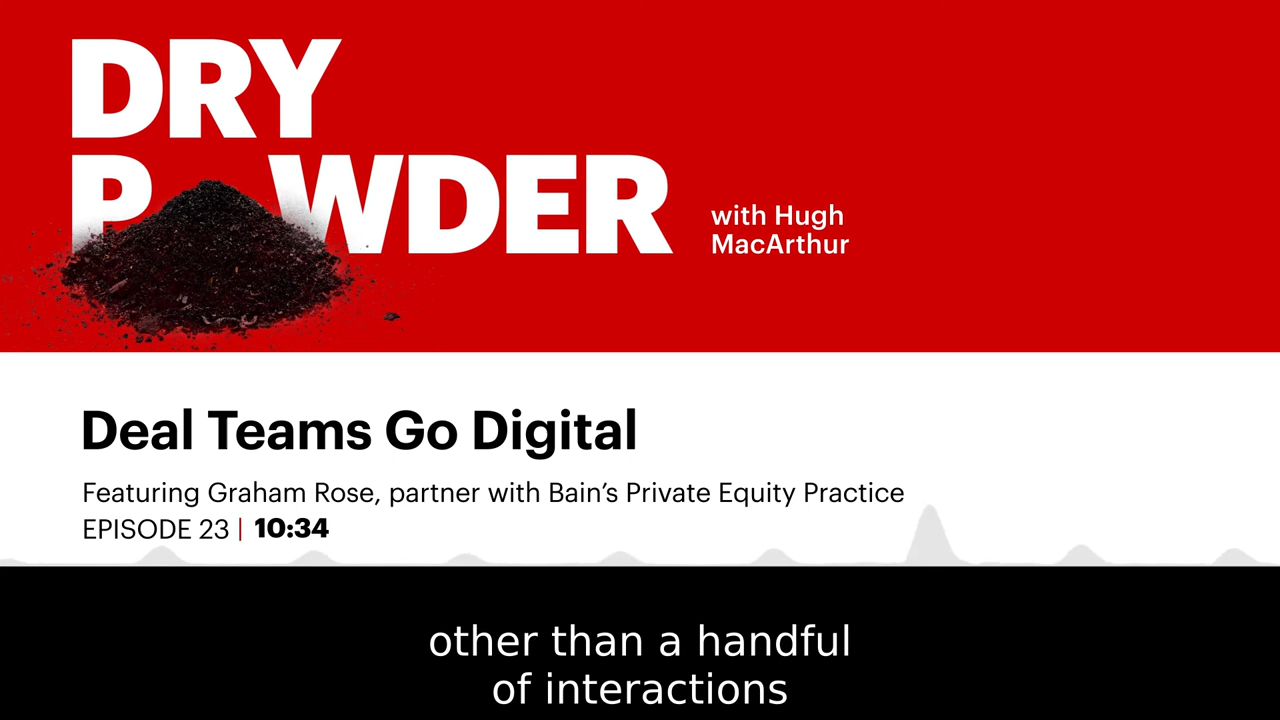 DRY
POWDER
with Hugh
MacArthur
Deal Teams Go Digital
Featuring Graham Rose, partner with Bain’s Private Equity Practice
EPISODE 23 | 10:34
other than a handful
of interactions